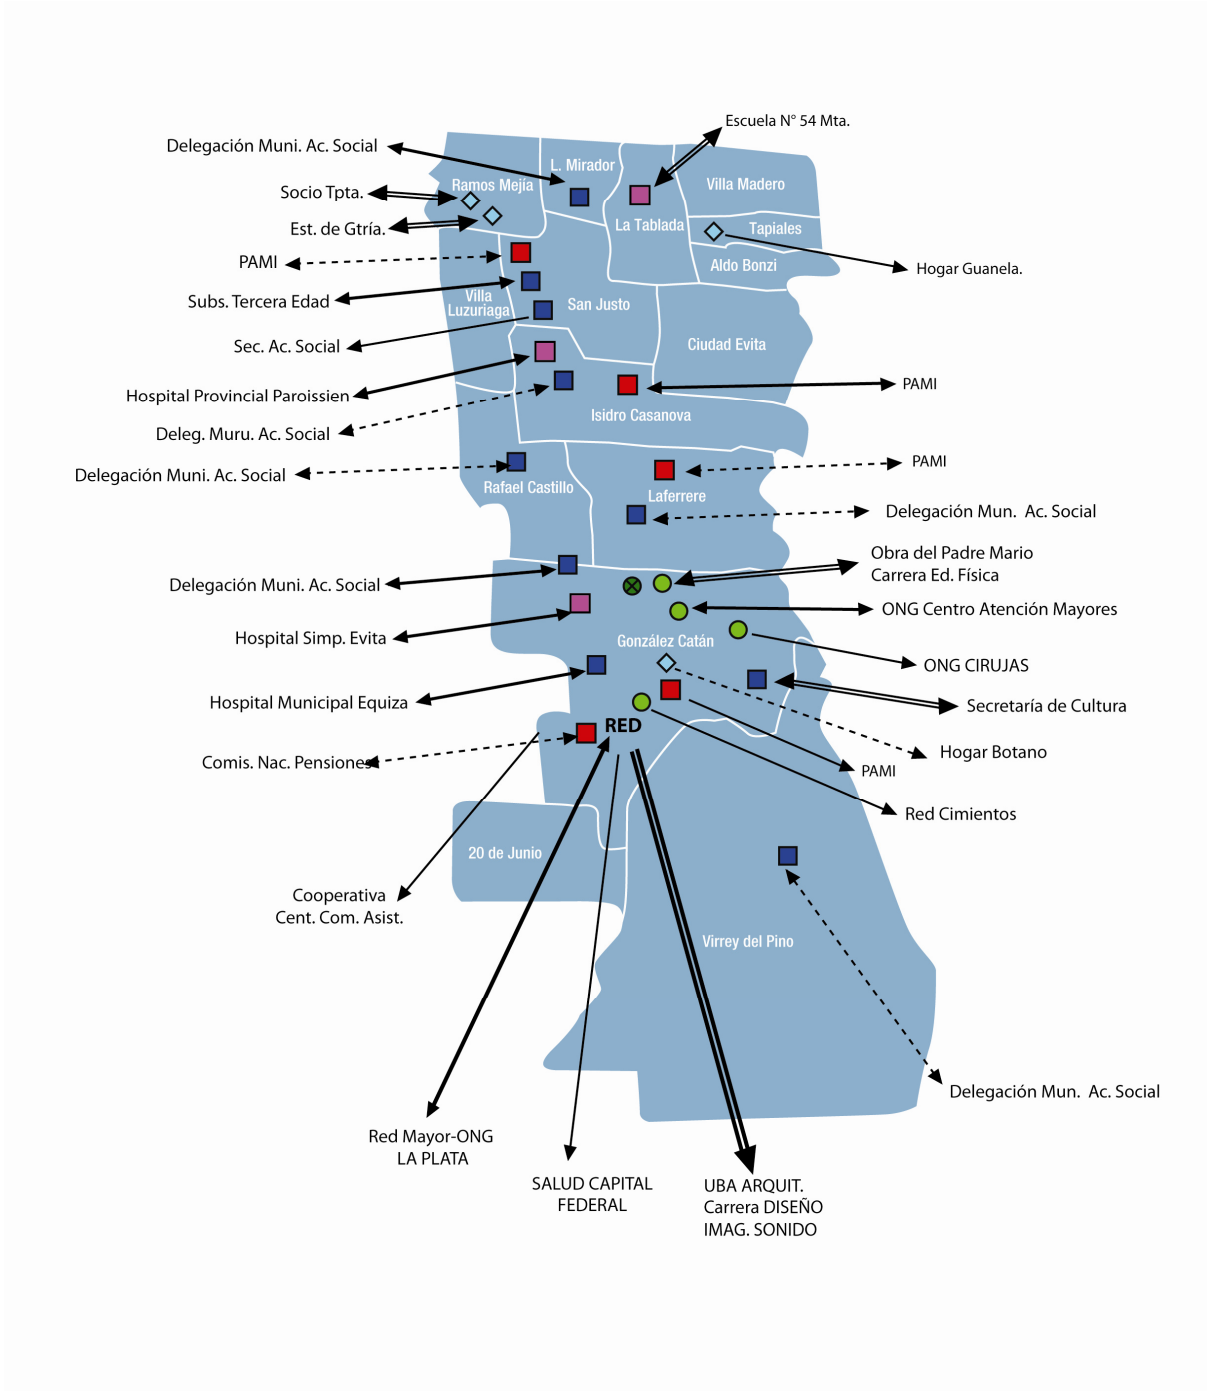 Escuela N° 54 Mta.
Delegación Muni. Ac. Social
L. Mirador
Ramos Mejía
Villa Madero
Socio Tpta.
La Tablada
Tapiales
Est. de Gtría.
PAMI
Aldo Bonzi
Hogar Guanela.
Subs. Tercera Edad
Villa
Luzuriaga
San Justo
Sec. Ac. Social
Ciudad Evita
Hospital Provincial Paroissien
PAMI
Isidro Casanova
Deleg. Muru. Ac. Social
Delegación Muni. Ac. Social
PAMI
Rafael Castillo
Laferrere
Delegación Mun. Ac. Social
Obra del Padre Mario
Carrera Ed. Física
Delegación Muni. Ac. Social
ONG Centro Atención Mayores
Hospital Simp. Evita
González Catán
ONG CIRUJAS
Hospital Municipal Equiza
Secretaría de Cultura
RED
Hogar Botano
Comis. Nac. Pensiones
PAMI
Red Cimientos
20 de Junio
Cooperativa
Cent. Com. Asist.
Virrey del Pino
Delegación Mun. Ac. Social
Red Mayor-ONG
LA PLATA
SALUD CAPITAL
FEDERAL
UBA ARQUIT.
Carrera DISEÑO
IMAG. SONIDO